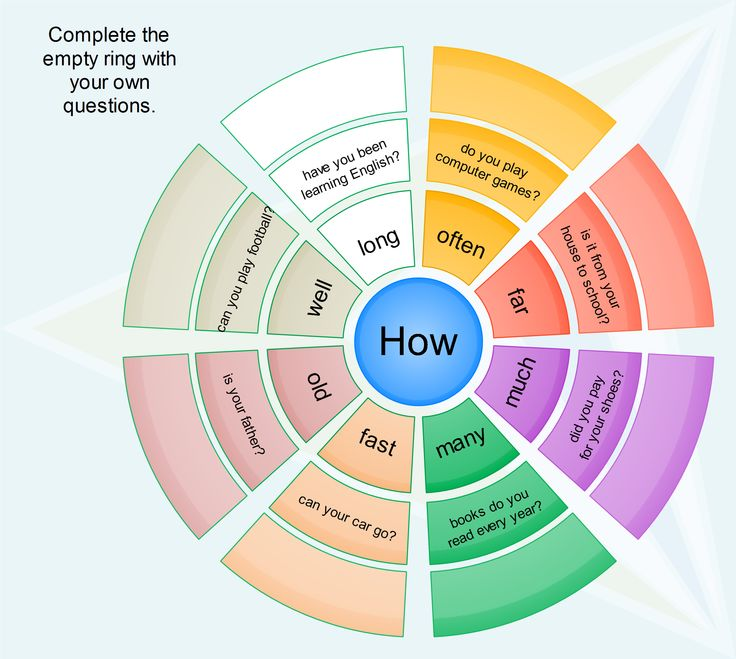 Complete the
empty ring with
your own
questions.
How
often
do you play
computer games?
far
is it from your
house to school?
much
did you pay
for your shoes?
many
books do you
read every year?
fast
can your car go?
old
is your father?
well
can you play football?
long
have you been
learning English?